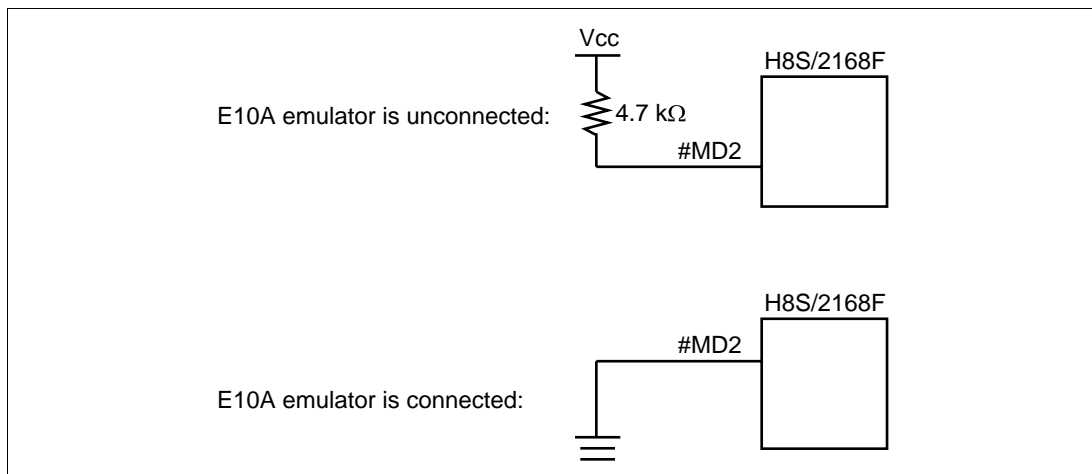 Vcc
H8S/2168F
E10A emulator is unconnected:
4.7 kΩ
#MD2
H8S/2168F
#MD2
E10A emulator is connected: